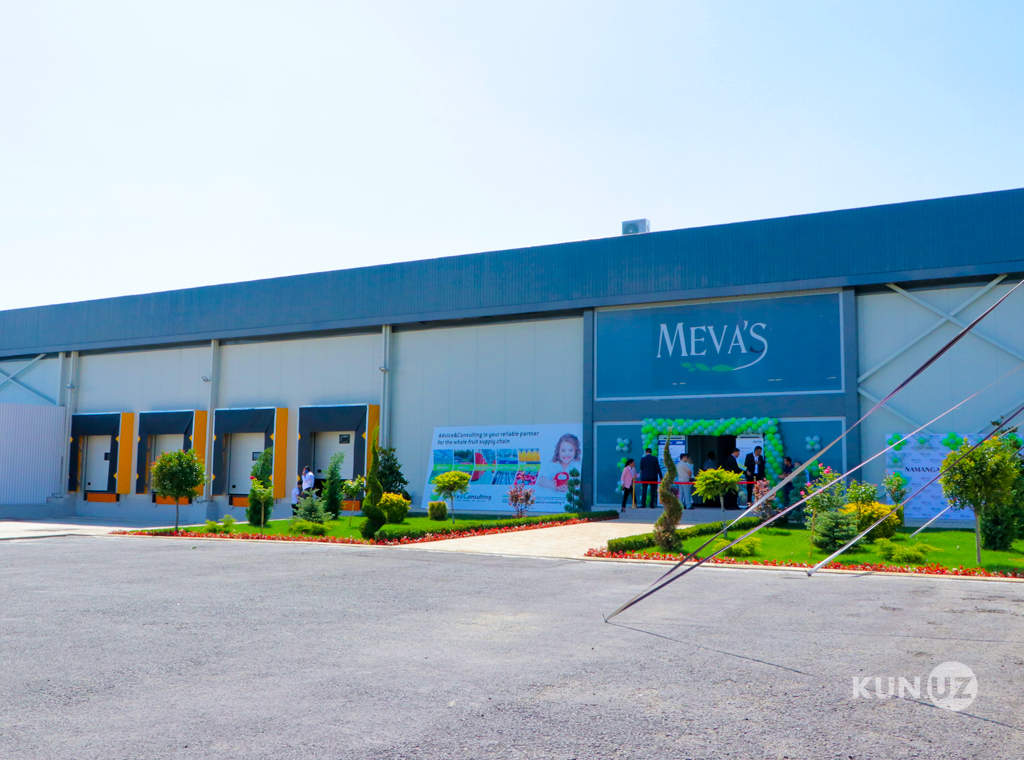 MEVA'S
Advice&Consulting is your reliable partner
for the whole fruit supply chain
NAMANGA
KUN.UZ